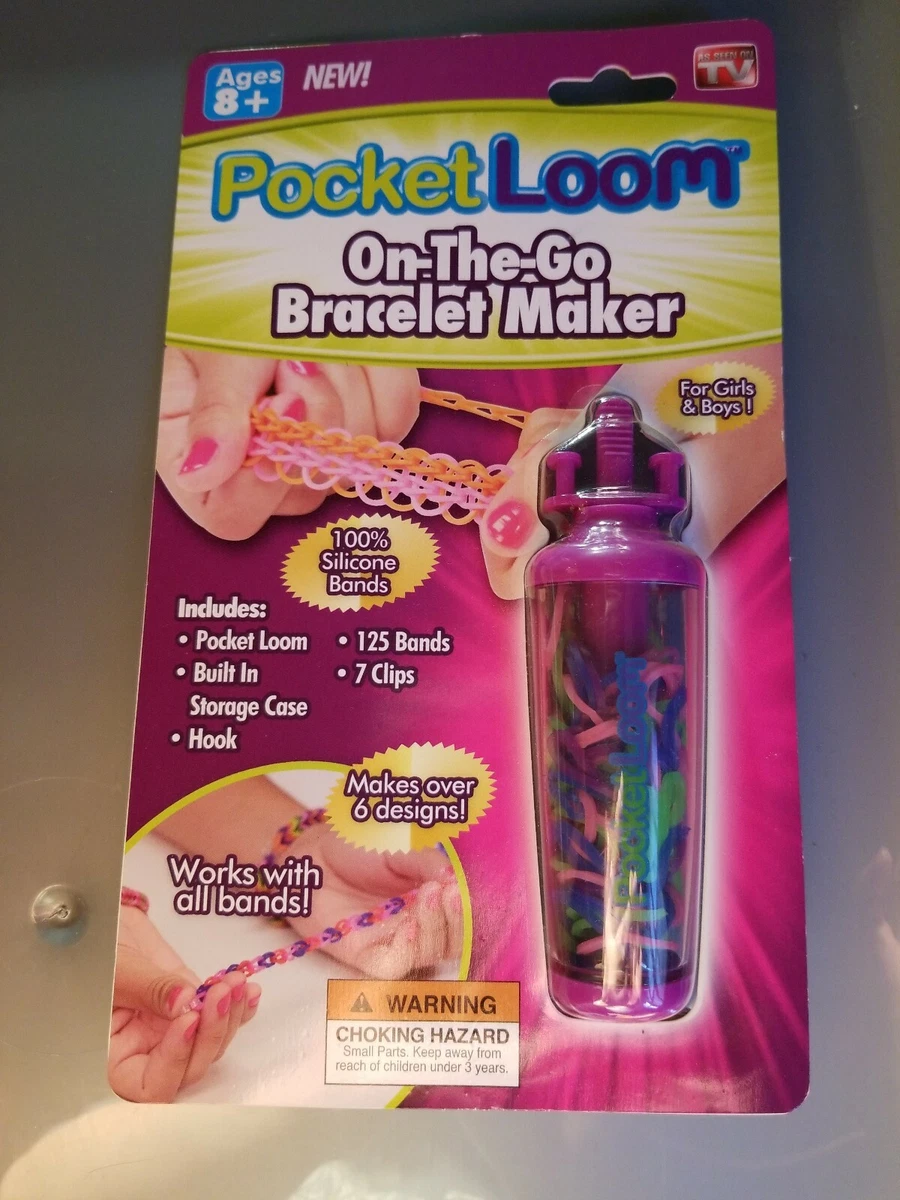 Ages
8+
NEW!
AS SEEN ON
TV
Pocket Loom™
On-The-Go
Bracelet Maker
For Girls
& Boys!
100%
Silicone
Bands
Includes:
• Pocket Loom
• Built In
Storage Case
• Hook
• 125 Bands
• 7 Clips
Pocket Loom
Makes over
6 designs!
Works with
all bands!
WARNING
CHOKING HAZARD
Small Parts. Keep away from
reach of children under 3 years.